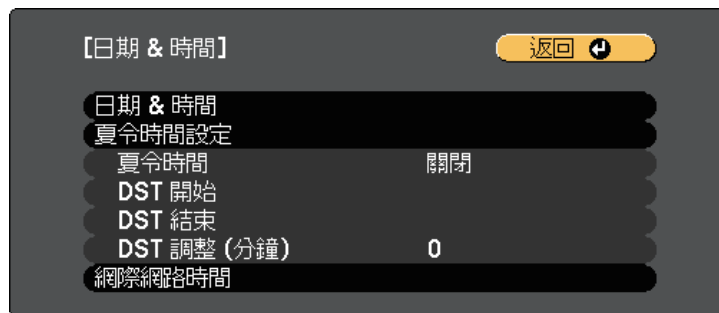 [日期 & 時間]
返回
日期 & 時間
夏令時間設定
夏令時間 關閉
DST 開始
DST 結束
DST 調整 (分鐘) 0
網際網路時間